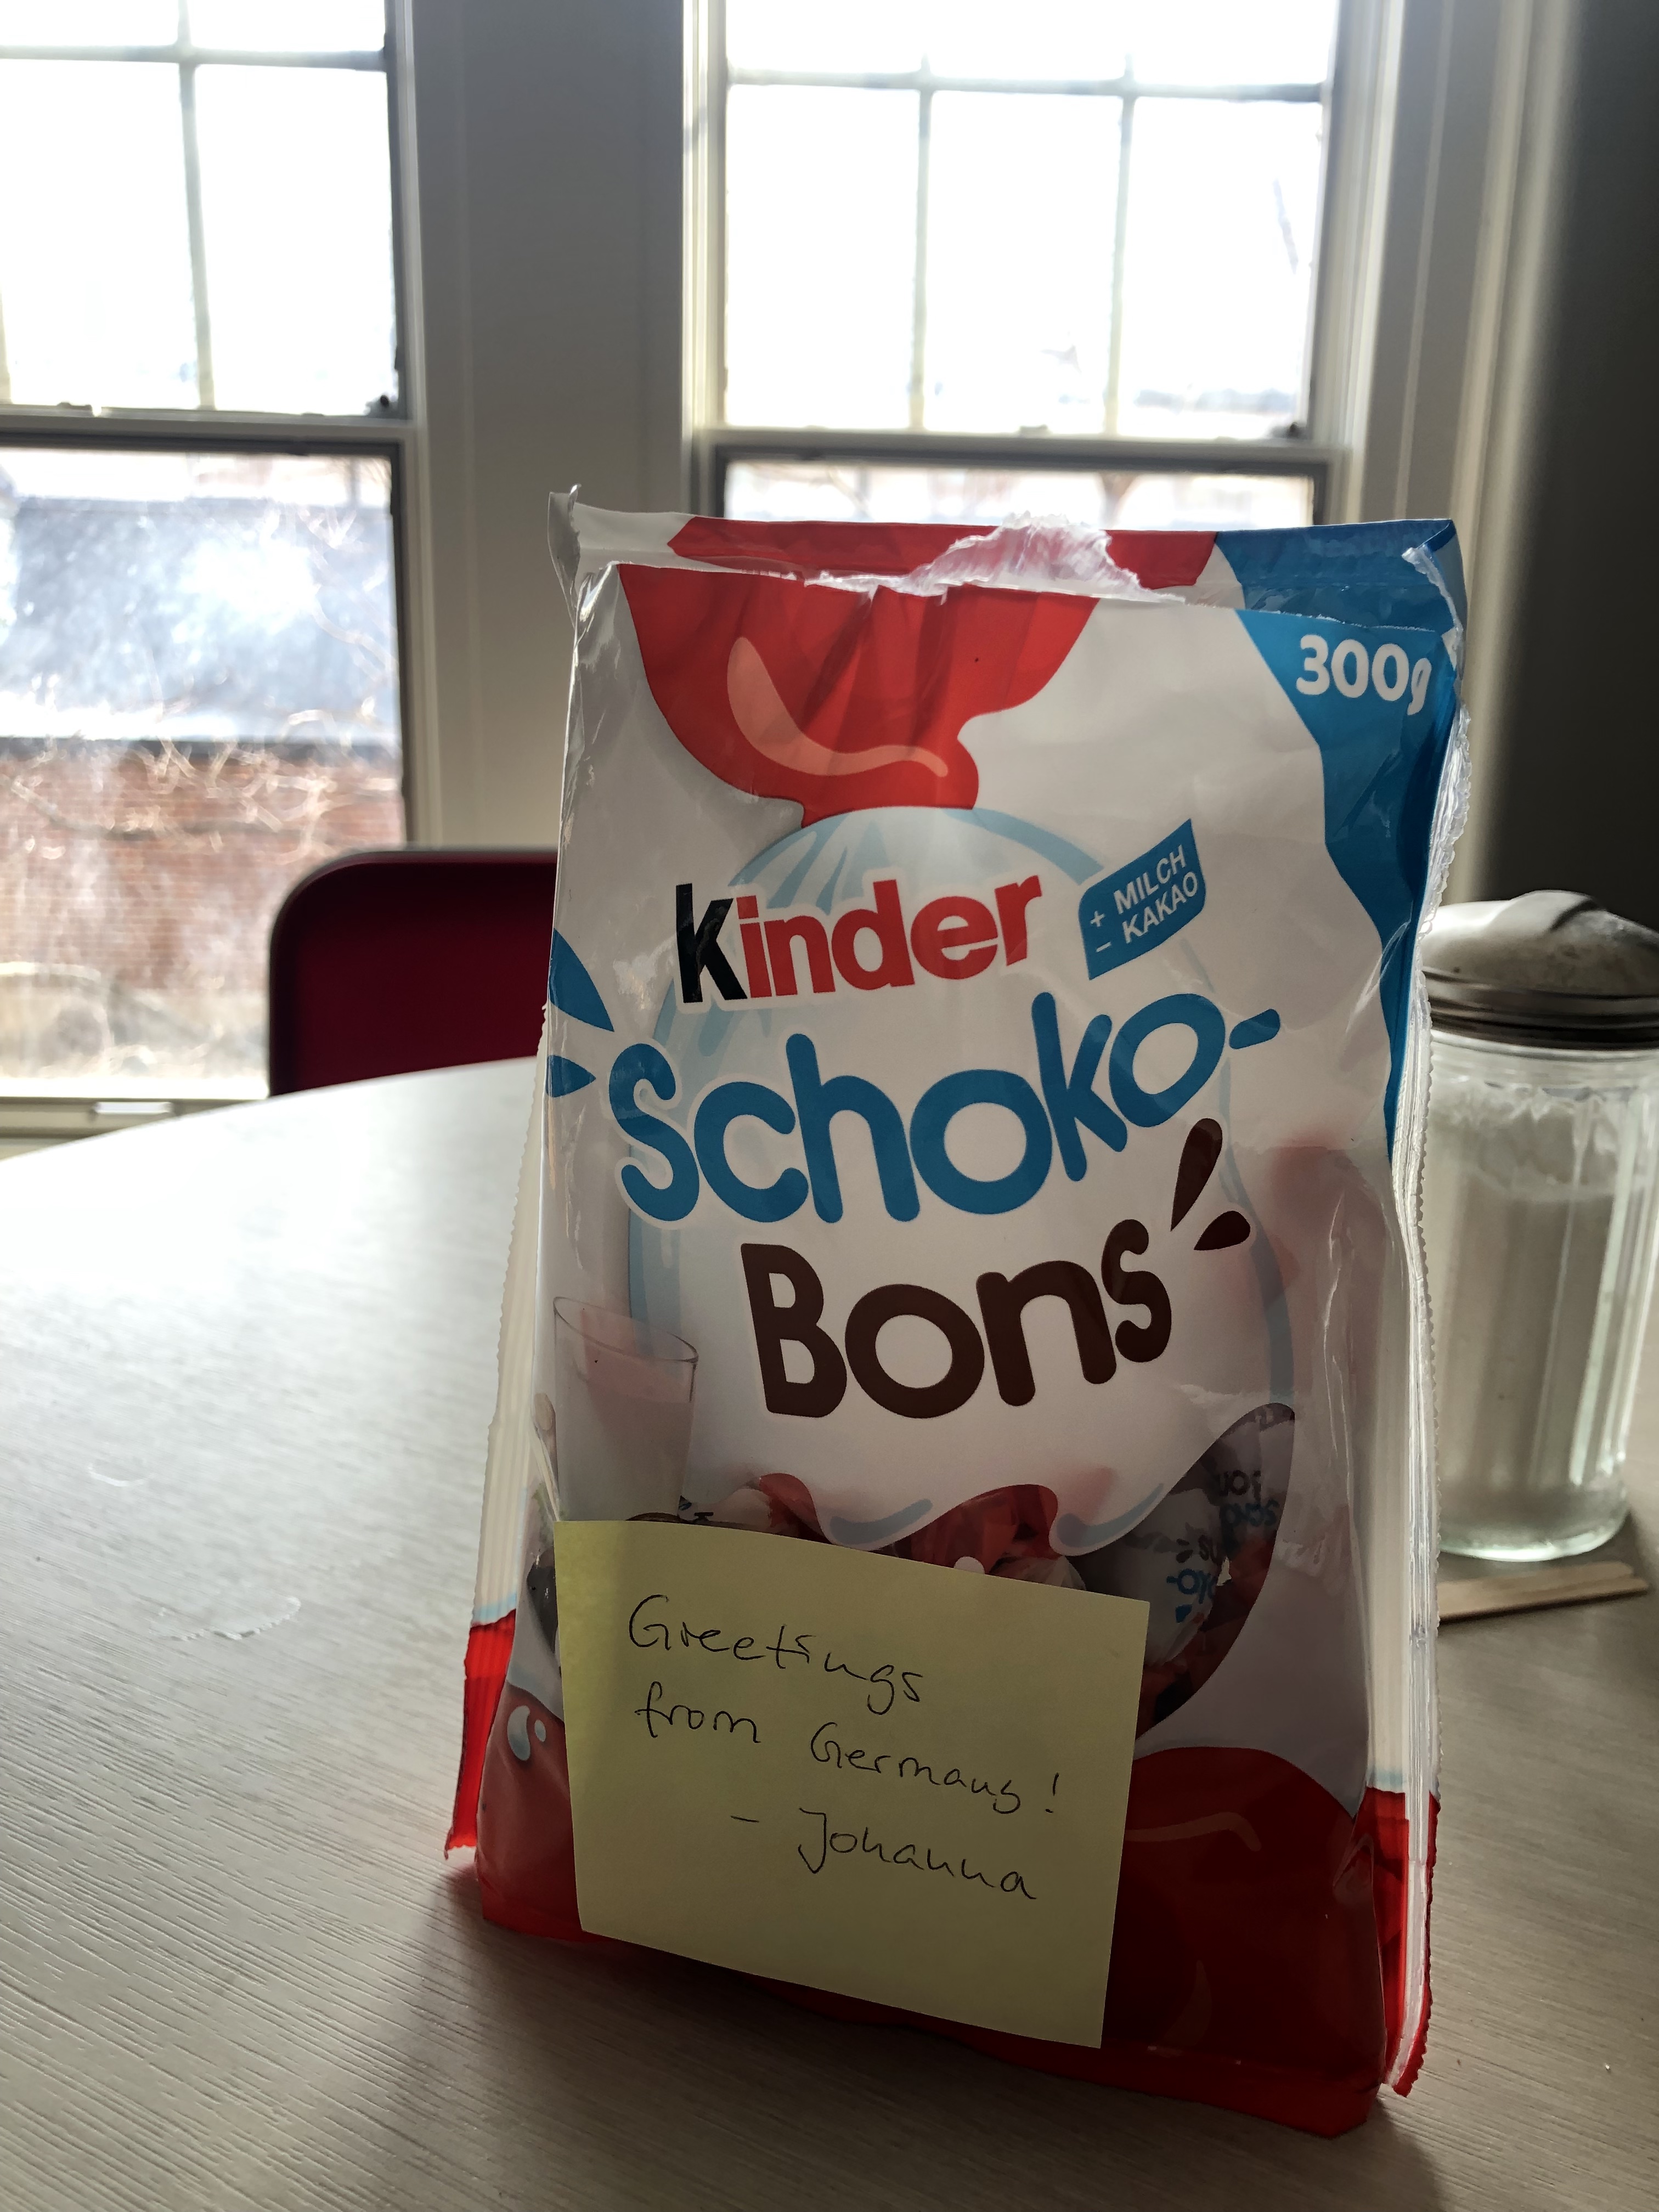 300g
kinder
+ MILCH
- KAKAO
Schoko-
Bons
Greetings
from Germany!
- Johanna